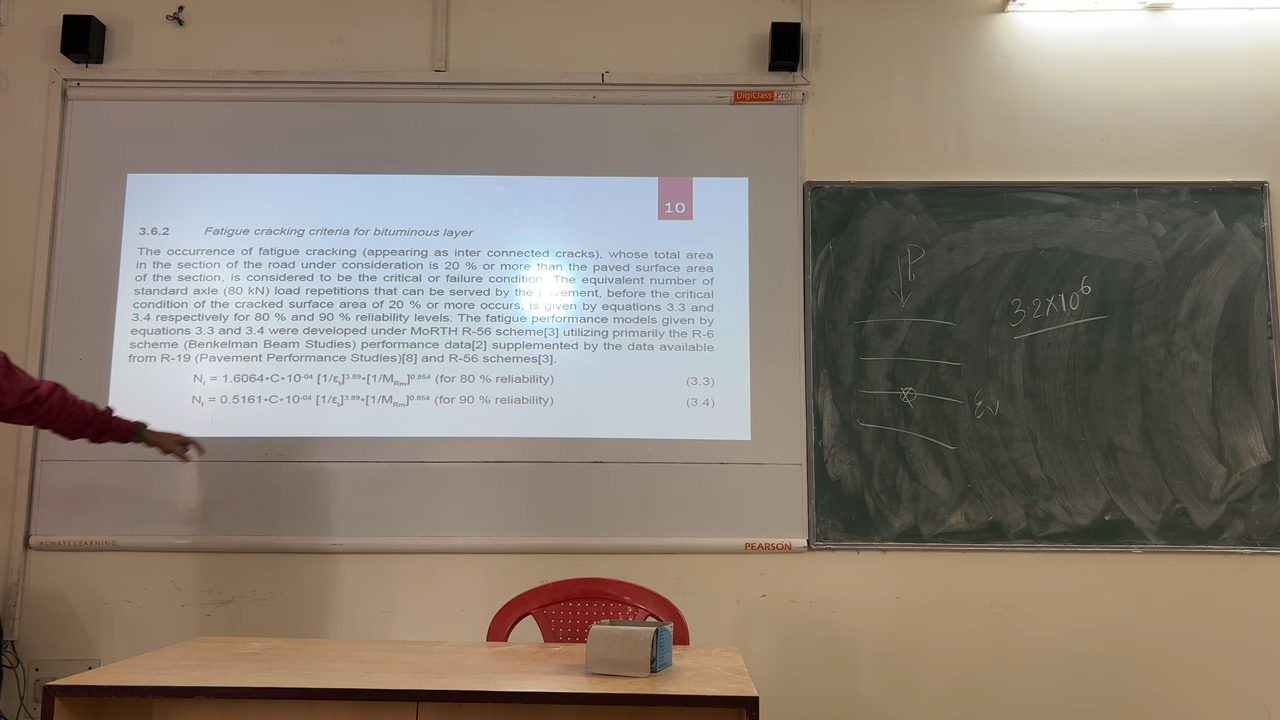 DigiClass Pro
10
3.6.2 Fatigue cracking criteria for bituminous layer
The occurrence of fatigue cracking (appearing as inter connected cracks), whose total area
in the section of the road under consideration is 20 % or more than the paved surface area
of the section, is considered to be the critical or failure condition. The equivalent number of
standard axle (80 kN) load repetitions that can be served by the pavement, before the critical
condition of the cracked surface area of 20 % or more occurs, is given by equations 3.3 and
3.4 respectively for 80 % and 90 % reliability levels. The fatigue performance models given by
equations 3.3 and 3.4 were developed under MoRTH R-56 scheme[3] utilizing primarily the R-6
scheme (Benkelman Beam Studies) performance data[2] supplemented by the data available
from R-19 (Pavement Performance Studies)[8] and R-56 schemes[3].
Nf = 1.6064*C*10⁻⁰⁴ [1/εt]³·⁸⁹*[1/MRm]⁰·⁸⁵⁴ (for 80 % reliability) (3.3)
Nf = 0.5161*C*10⁻⁰⁴ [1/εt]³·⁸⁹*[1/MRm]⁰·⁸⁵⁴ (for 90 % reliability) (3.4)
ALWAYS LEARNING
PEARSON
P
32×10⁶
εv